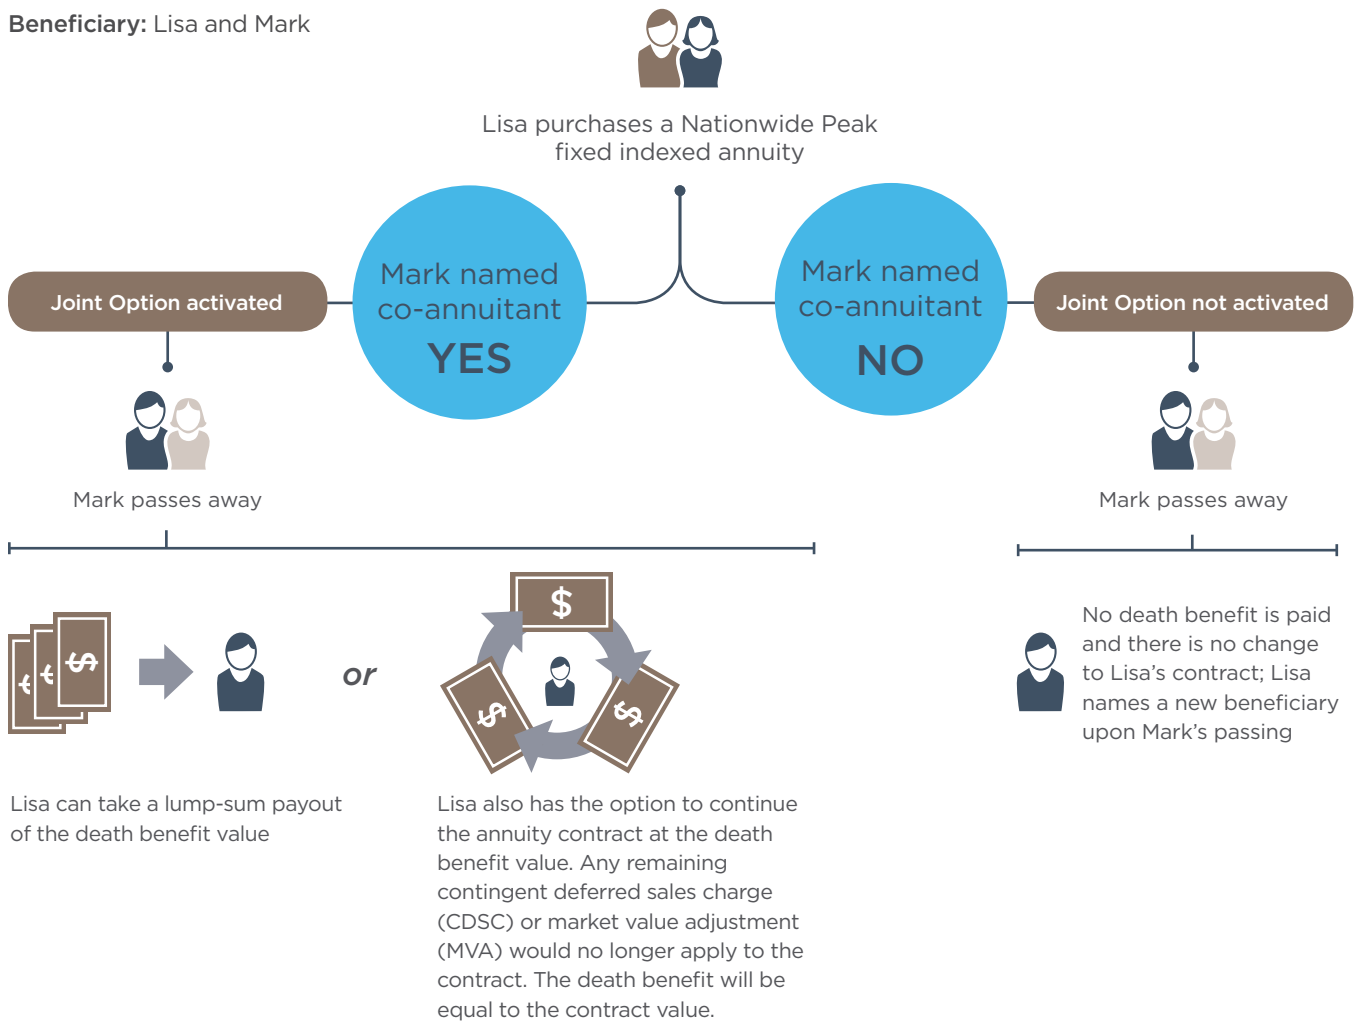 Beneficiary: Lisa and Mark
Lisa purchases a Nationwide Peak
fixed indexed annuity
Mark named
co-annuitant
YES
Mark named
co-annuitant
NO
Joint Option activated
Joint Option not activated
Mark passes away
Mark passes away
$
$
$
or
$
$
$
Lisa can take a lump-sum payout
of the death benefit value
Lisa also has the option to continue
the annuity contract at the death
benefit value. Any remaining
contingent deferred sales charge
(CDSC) or market value adjustment
(MVA) would no longer apply to the
contract. The death benefit will be
equal to the contract value.
No death benefit is paid
and there is no change
to Lisa’s contract; Lisa
names a new beneficiary
upon Mark’s passing